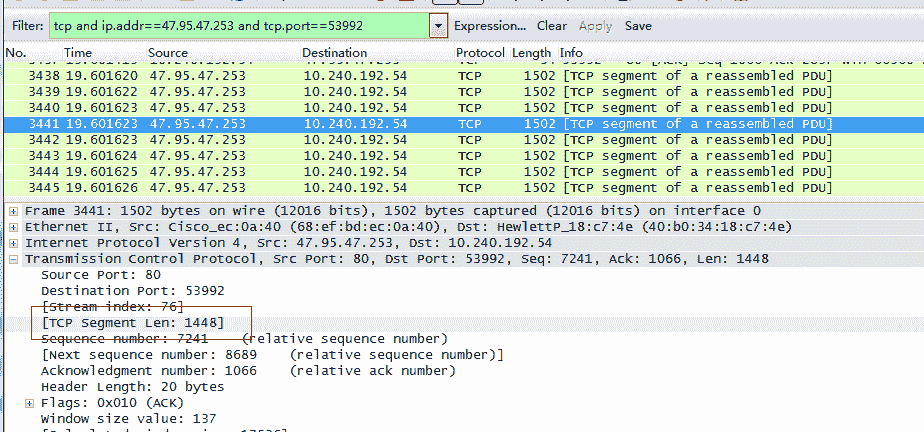 Filter: tcp and ip.addr==47.95.47.253 and tcp.port==53992 Expression... Clear Apply Save
No. Time Source Destination Protocol Length Info
3438 19.601620 47.95.47.253 10.240.192.54 TCP 1502 [TCP segment of a reassembled PDU]
3439 19.601622 47.95.47.253 10.240.192.54 TCP 1502 [TCP segment of a reassembled PDU]
3440 19.601623 47.95.47.253 10.240.192.54 TCP 1502 [TCP segment of a reassembled PDU]
3441 19.601623 47.95.47.253 10.240.192.54 TCP 1502 [TCP segment of a reassembled PDU]
3442 19.601623 47.95.47.253 10.240.192.54 TCP 1502 [TCP segment of a reassembled PDU]
3443 19.601624 47.95.47.253 10.240.192.54 TCP 1502 [TCP segment of a reassembled PDU]
3444 19.601625 47.95.47.253 10.240.192.54 TCP 1502 [TCP segment of a reassembled PDU]
3445 19.601626 47.95.47.253 10.240.192.54 TCP 1502 [TCP segment of a reassembled PDU]
Frame 3441: 1502 bytes on wire (12016 bits), 1502 bytes captured (12016 bits) on interface 0
Ethernet II, Src: Cisco_ec:0a:40 (68:ef:bd:ec:0a:40), Dst: HewlettP_18:c7:4e (40:b0:34:18:c7:4e)
Internet Protocol Version 4, Src: 47.95.47.253, Dst: 10.240.192.54
Transmission Control Protocol, Src Port: 80, Dst Port: 53992, Seq: 7241, Ack: 1066, Len: 1448
Source Port: 80
Destination Port: 53992
[Stream index: 76]
[TCP Segment Len: 1448]
Sequence number: 7241 (relative sequence number)
[Next sequence number: 8689 (relative sequence number)]
Acknowledgment number: 1066 (relative ack number)
Header Length: 20 bytes
Flags: 0x010 (ACK)
Window size value: 137